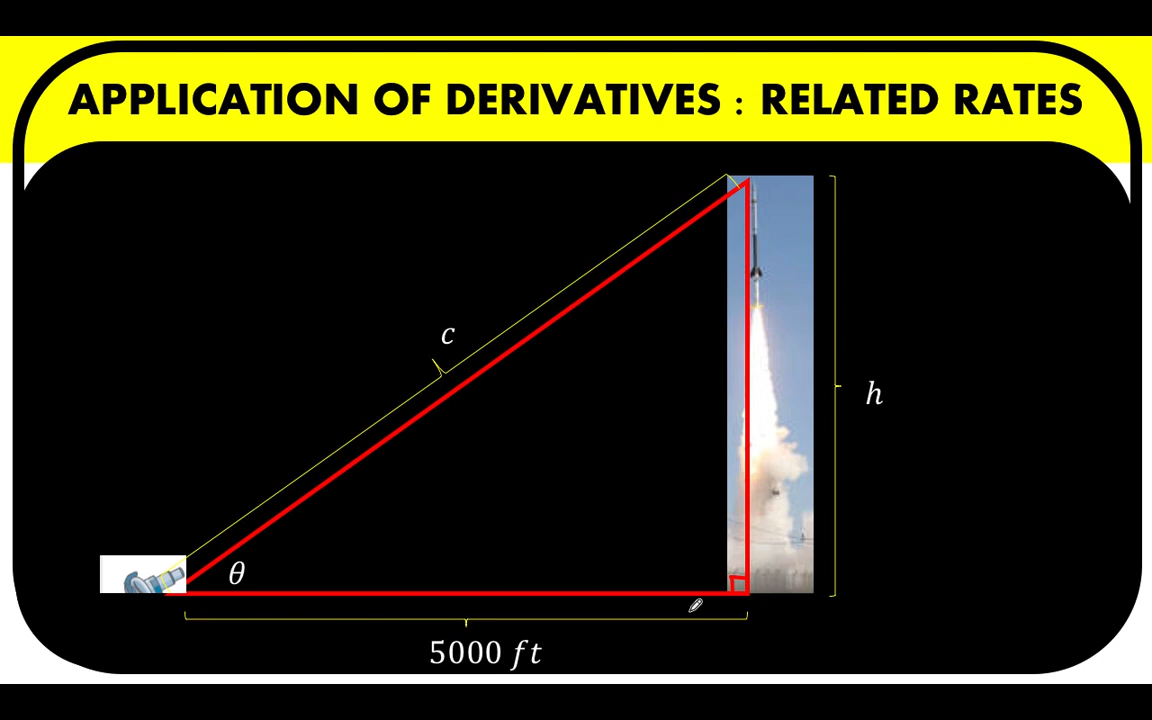 APPLICATION OF DERIVATIVES : RELATED RATES
c
h
θ
5000 ft